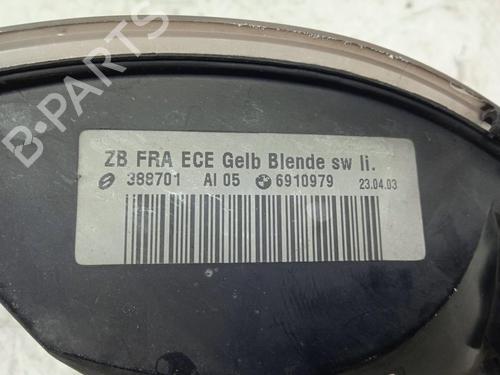 ZB FRA ECE Gelb Blende sw li.
388701 AI 05 6910979 23.04.03
B-PARTS